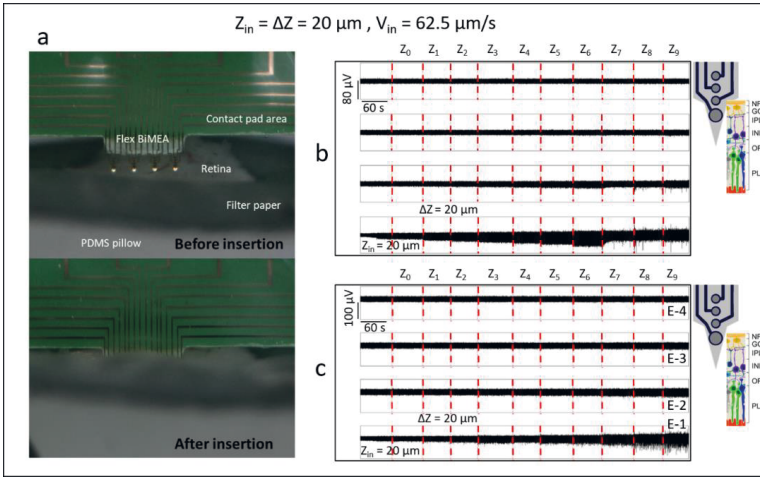 Z_in = ΔZ = 20 µm , V_in = 62.5 µm/s
a
Contact pad area
Flex BiMEA
Retina
Filter paper
PDMS pillow
Before insertion
After insertion
b
Z0 Z1 Z2 Z3 Z4 Z5 Z6 Z7 Z8 Z9
80 µV
60 s
ΔZ = 20 µm
Z_in = 20 µm
IPL
c
Z0 Z1 Z2 Z3 Z4 Z5 Z6 Z7 Z8 Z9
100 µV
60 s
E-4
E-3
E-2
ΔZ = 20 µm
E-1
Z_in = 20 µm